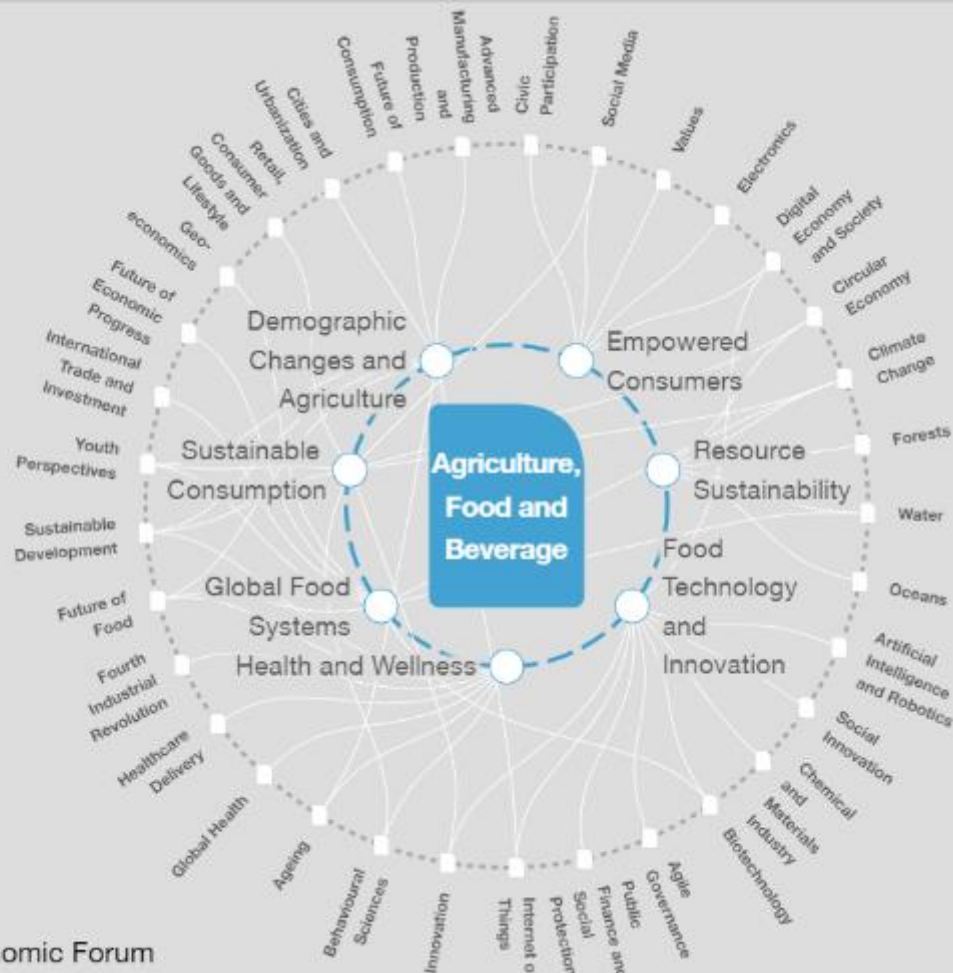 Agriculture,
Food and
Beverage
Demographic
Changes and
Agriculture
Empowered
Consumers
Resource
Sustainability
Food
Technology
and
Innovation
Health and Wellness
Global Food
Systems
Sustainable
Consumption
Advanced
Manufacturing
and
Production
Civic
Participation
Social Media
Values
Electronics
Digital
Economy
and Society
Circular
Economy
Climate
Change
Forests
Water
Oceans
Artificial
Intelligence
and Robotics
Social
Innovation
Chemical
and
Materials
Industry
Biotechnology
Agile
Governance
Public
Finance and
Social
Protection
Internet o
Things
Innovation
Behavioural
Sciences
Ageing
Global Health
Healthcare
Delivery
Fourth
Industrial
Revolution
Future of
Food
Sustainable
Development
Youth
Perspectives
International
Trade and
Investment
Future of
Economic
Progress
Geo-
economics
Retail,
Consumer
Goods and
Lifestyle
Cities and
Urbanization
Future of
Consumption
omic Forum